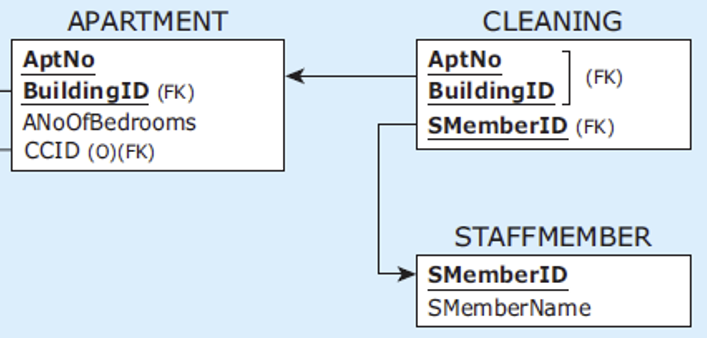 APARTMENT
AptNo
BuildingID (FK)
ANoOfBedrooms
CCID (O)(FK)
CLEANING
AptNo
BuildingID
(FK)
SMemberID (FK)
STAFFMEMBER
SMemberID
SMemberName